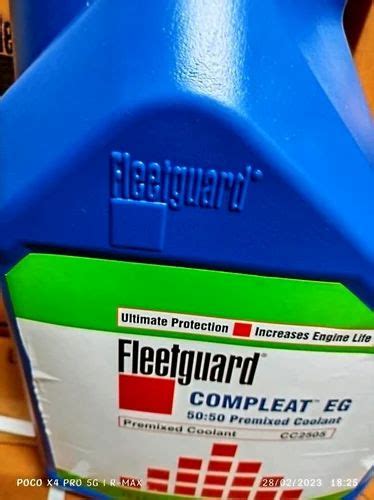 Fleetguard®
Ultimate Protection Increases Engine Life
Fleetguard®
COMPLEAT™ EG
50:50 Premixed Coolant
Premixed Coolant CC2505
POCO X4 PRO 5G | R-MAX 28/02/2023 18:25